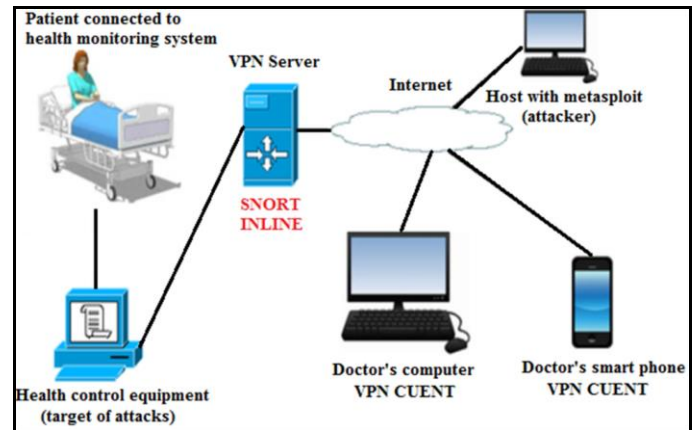 Patient connected to
health monitoring system
VPN Server
Internet
Host with metasploit
(attacker)
SNORT
INLINE
Doctor's computer
VPN CUENT
Doctor's smart phone
VPN CUENT
Health control equipment
(target of attacks)